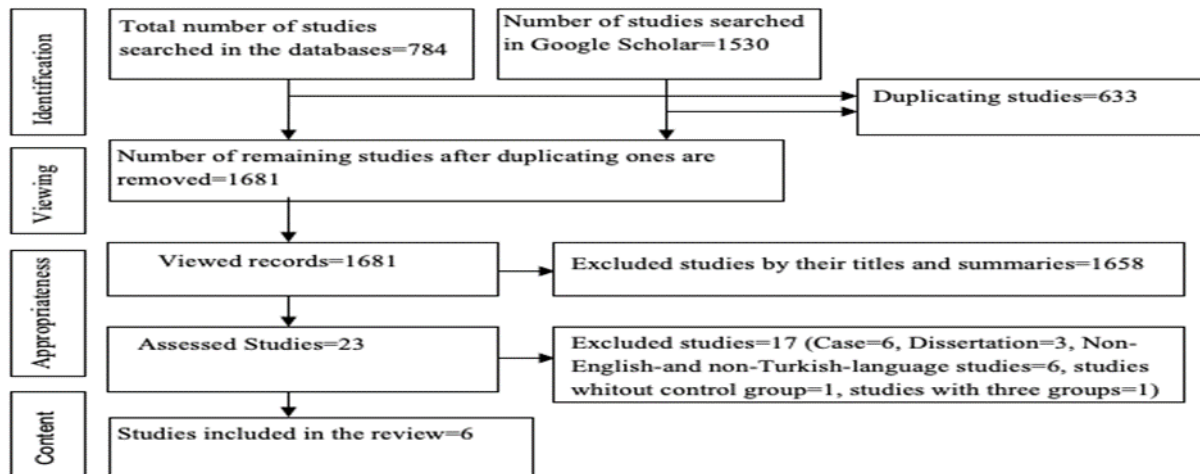 Identification
Total number of studies
searched in the databases=784
Number of studies searched
in Google Scholar=1530
Duplicating studies=633
Viewing
Number of remaining studies after duplicating ones are
removed=1681
Appropriateness
Viewed records=1681
Excluded studies by their titles and summaries=1658
Assessed Studies=23
Excluded studies=17 (Case=6, Dissertation=3, Non-
English-and non-Turkish-language studies=6, studies
whitout control group=1, studies with three groups=1)
Content
Studies included in the review=6